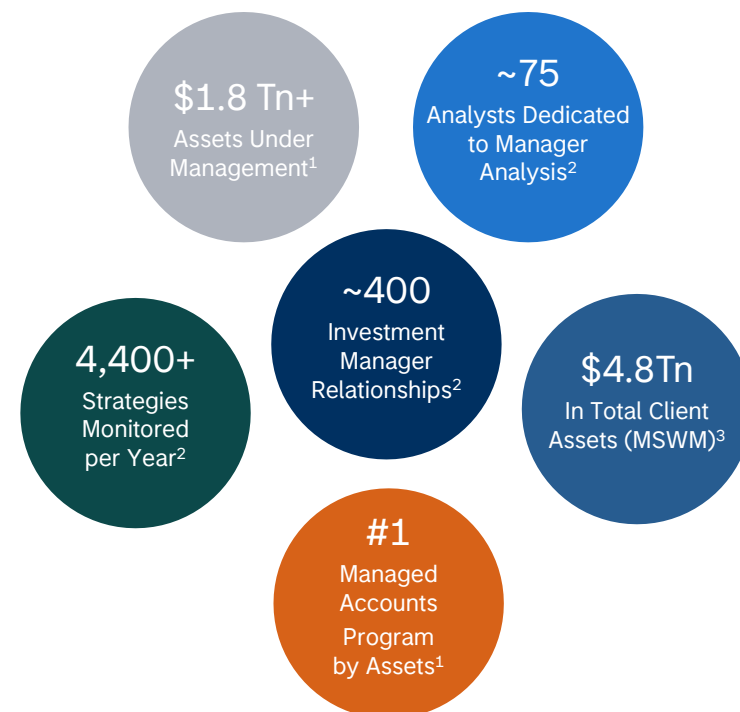 $1.8 Tn+
Assets Under
Management¹
~75
Analysts Dedicated
to Manager
Analysis²
~400
Investment
Manager
Relationships²
4,400+
Strategies
Monitored
per Year²
$4.8Tn
In Total Client
Assets (MSWM)³
#1
Managed
Accounts
Program
by Assets¹